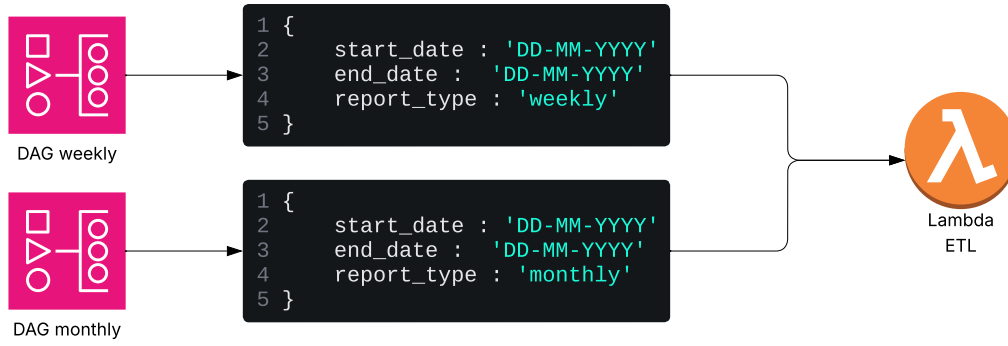 1 {
2 start_date : 'DD-MM-YYYY'
3 end_date :  'DD-MM-YYYY'
4 report_type : 'weekly'
5 }
DAG weekly
1 {
2 start_date : 'DD-MM-YYYY'
3 end_date :  'DD-MM-YYYY'
4 report_type : 'monthly'
5 }
DAG monthly
Lambda
ETL